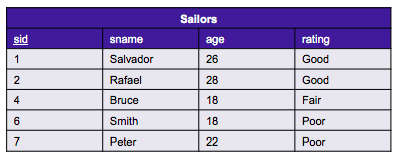 Sailors
sid sname age rating
1 Salvador 26 Good
2 Rafael 28 Good
4 Bruce 18 Fair
6 Smith 18 Poor
7 Peter 22 Poor